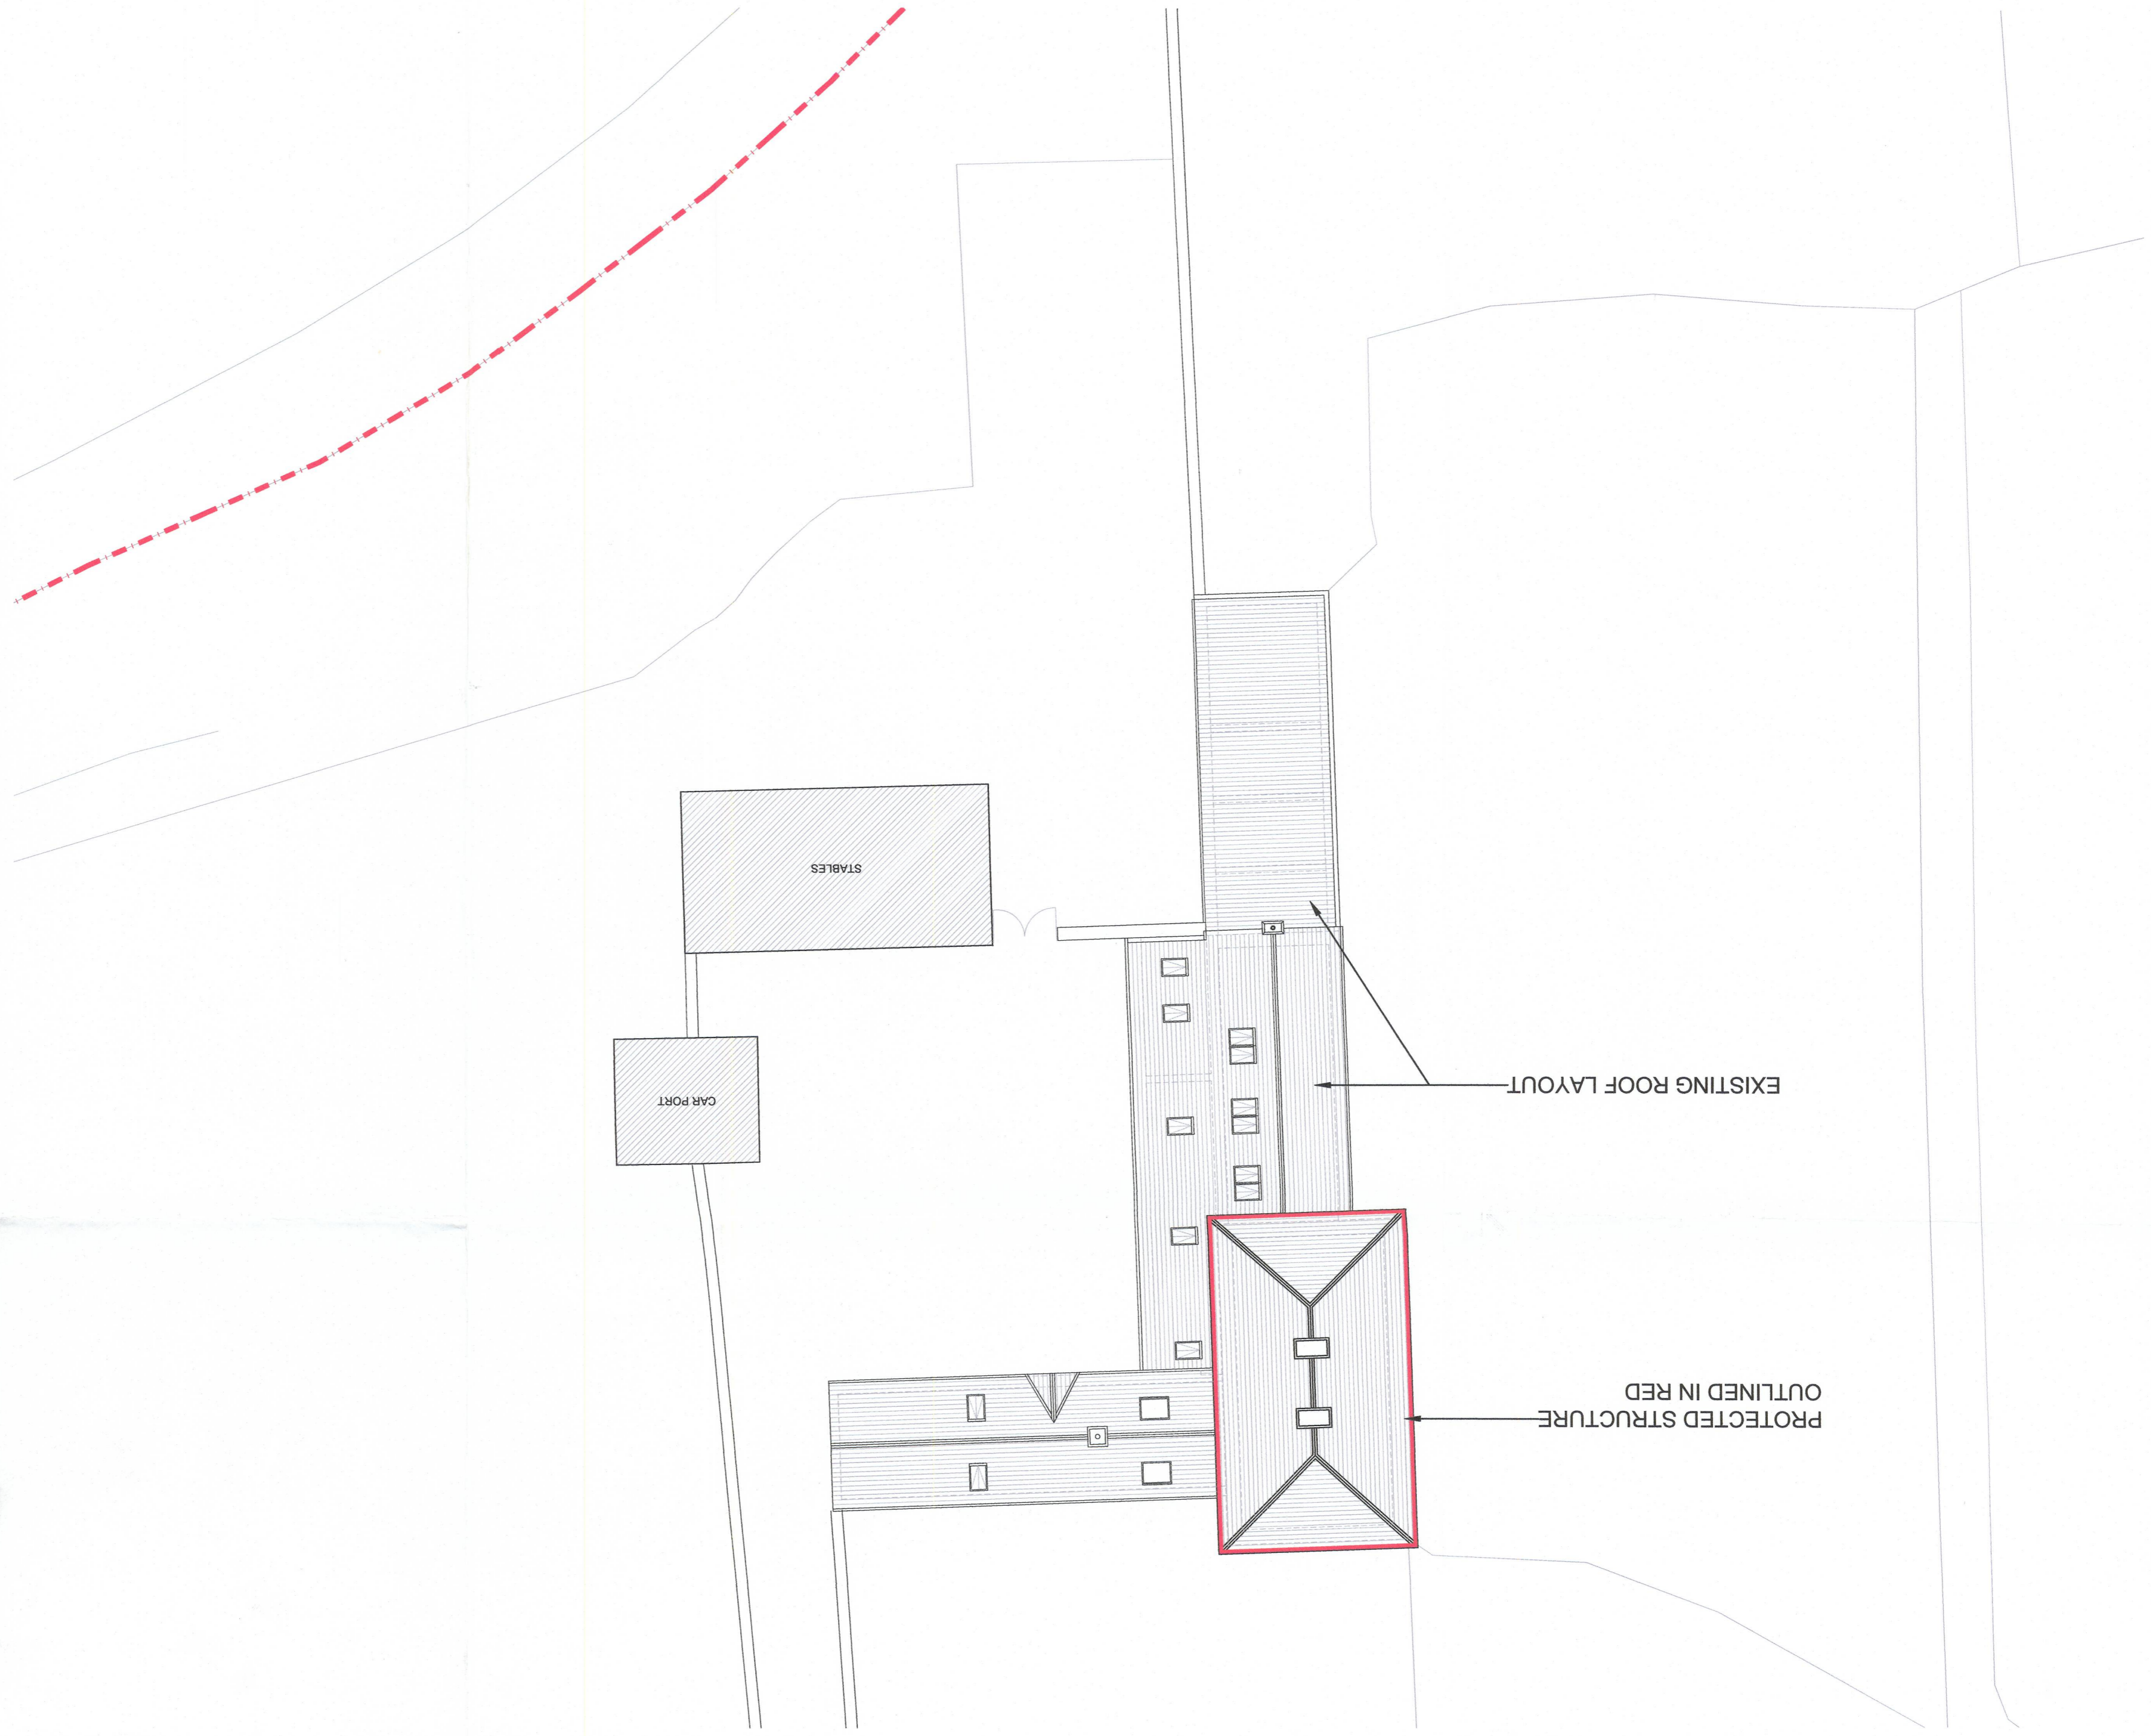 PROTECTED STRUCTURE
OUTLINED IN RED
EXISTING ROOF LAYOUT
CAR PORT
STABLES